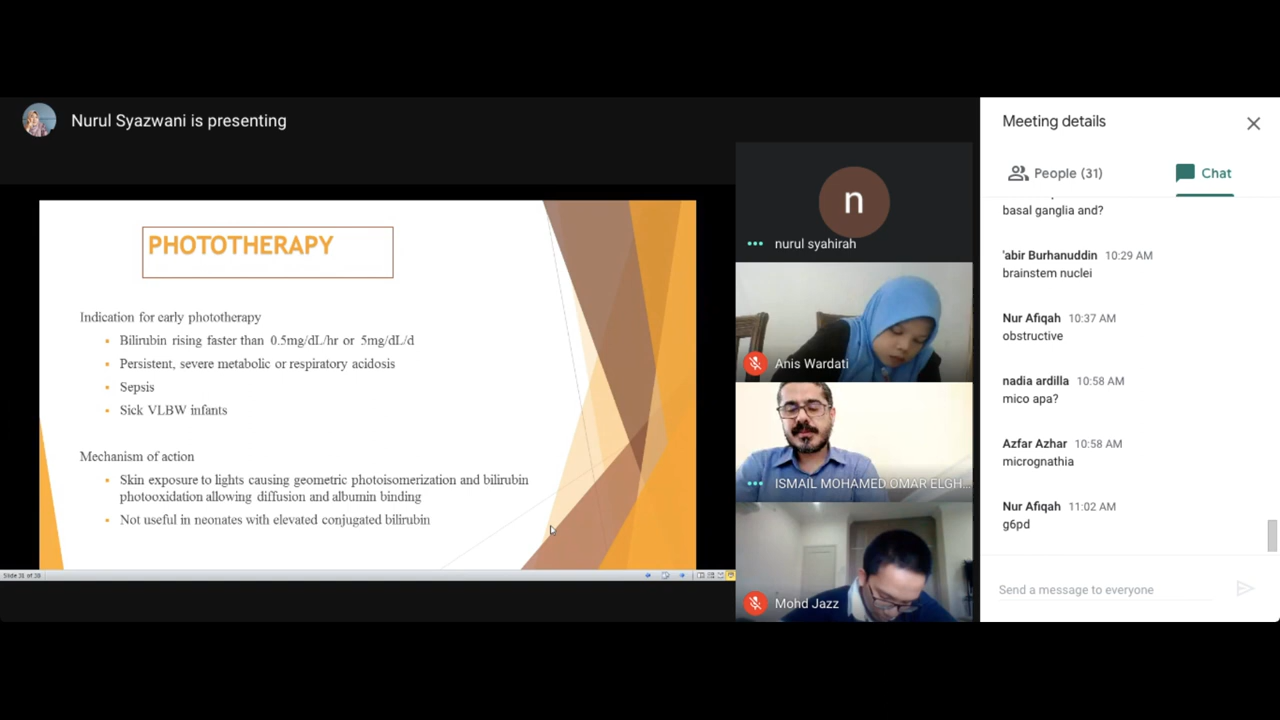 Nurul Syazwani is presenting
PHOTOTHERAPY
Indication for early phototherapy
Bilirubin rising faster than 0.5mg/dL/hr or 5mg/dL/d
Persistent, severe metabolic or respiratory acidosis
Sepsis
Sick VLBW infants
Mechanism of action
Skin exposure to lights causing geometric photoisomerization and bilirubin
photooxidation allowing diffusion and albumin binding
Not useful in neonates with elevated conjugated bilirubin
n
nurul syahirah
Anis Wardati
ISMAIL MOHAMED OMAR ELGH...
Mohd Jazz
Meeting details
People (31)
Chat
basal ganglia and?
'abir Burhanuddin 10:29 AM
brainstem nuclei
Nur Afiqah 10:37 AM
obstructive
nadia ardilla 10:58 AM
mico apa?
Azfar Azhar 10:58 AM
micrognathia
Nur Afiqah 11:02 AM
g6pd
Send a message to everyone